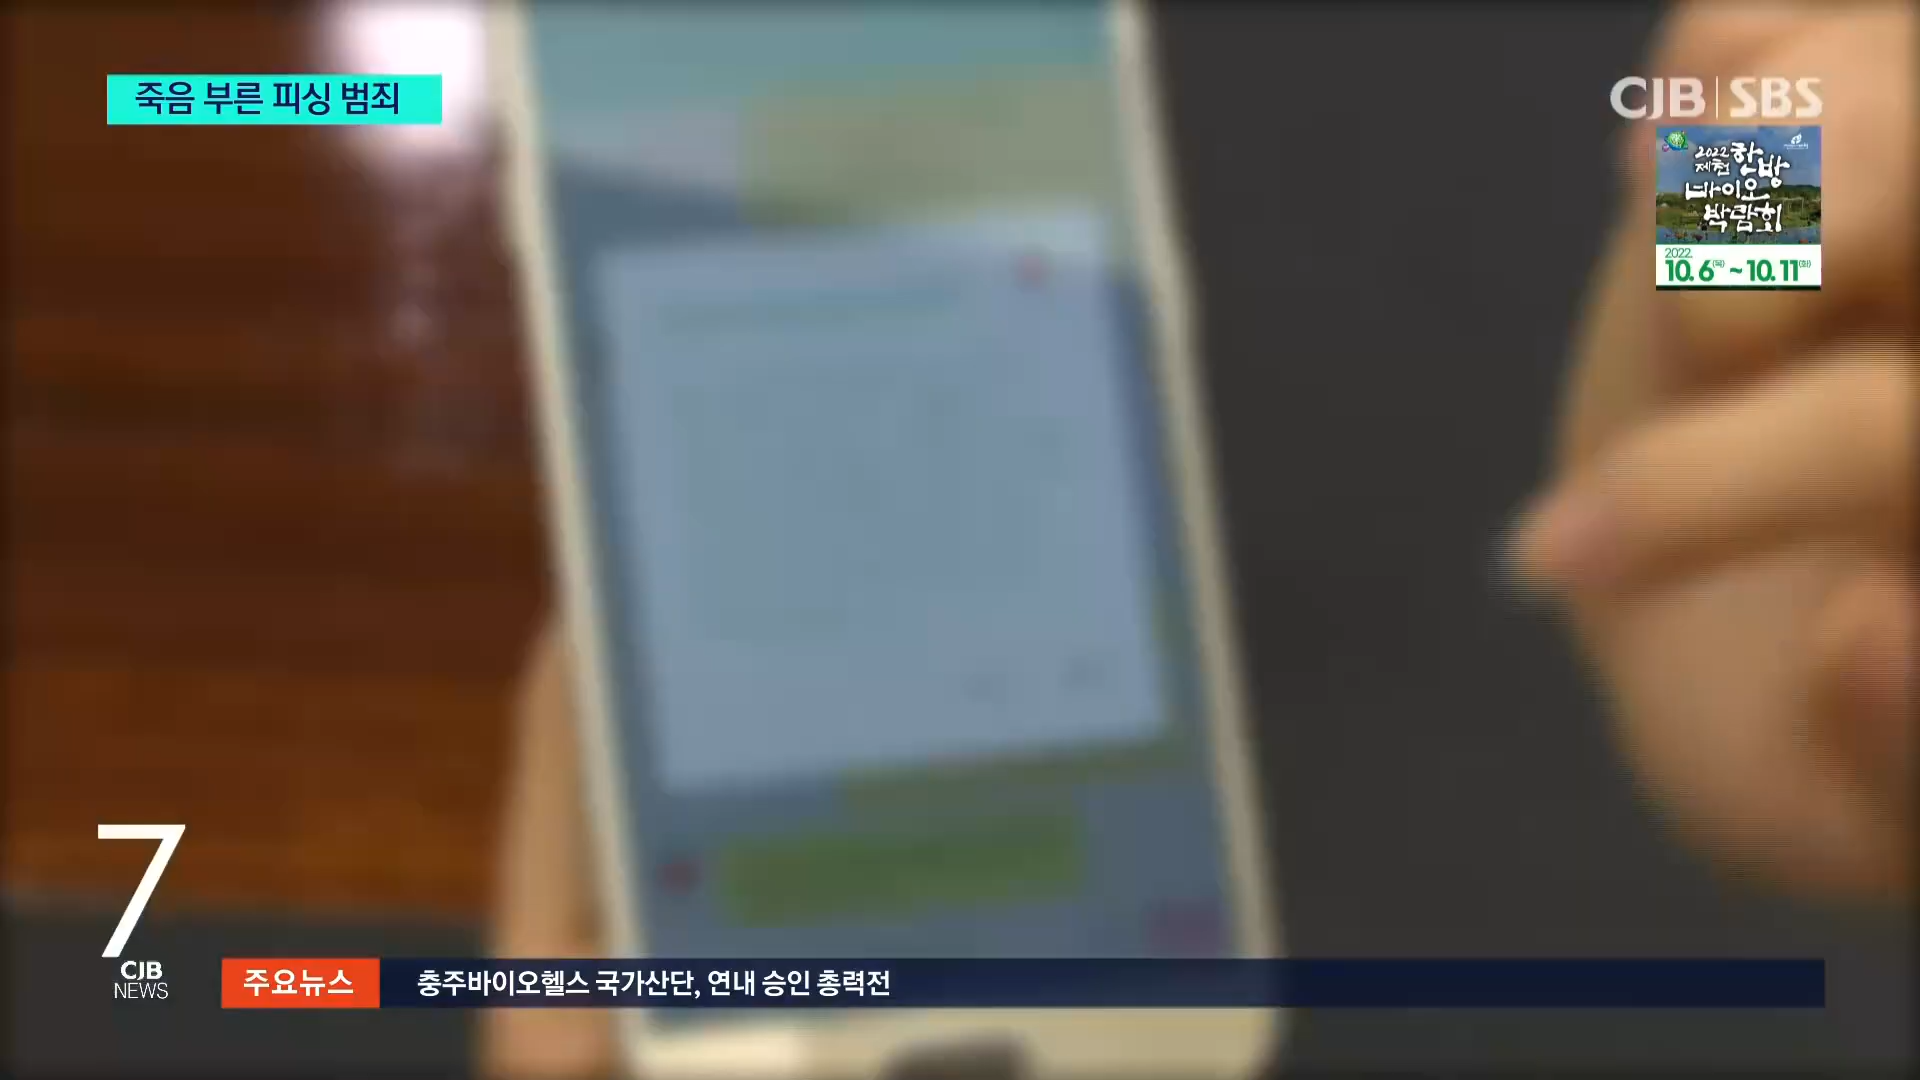 죽음 부른 피싱 범죄
CJB SBS
2022
제천 한방
바이오
박람회
2022.
10. 6(목) ~ 10. 11(화)
7
CJB
NEWS
주요뉴스
충주바이오헬스 국가산단, 연내 승인 총력전